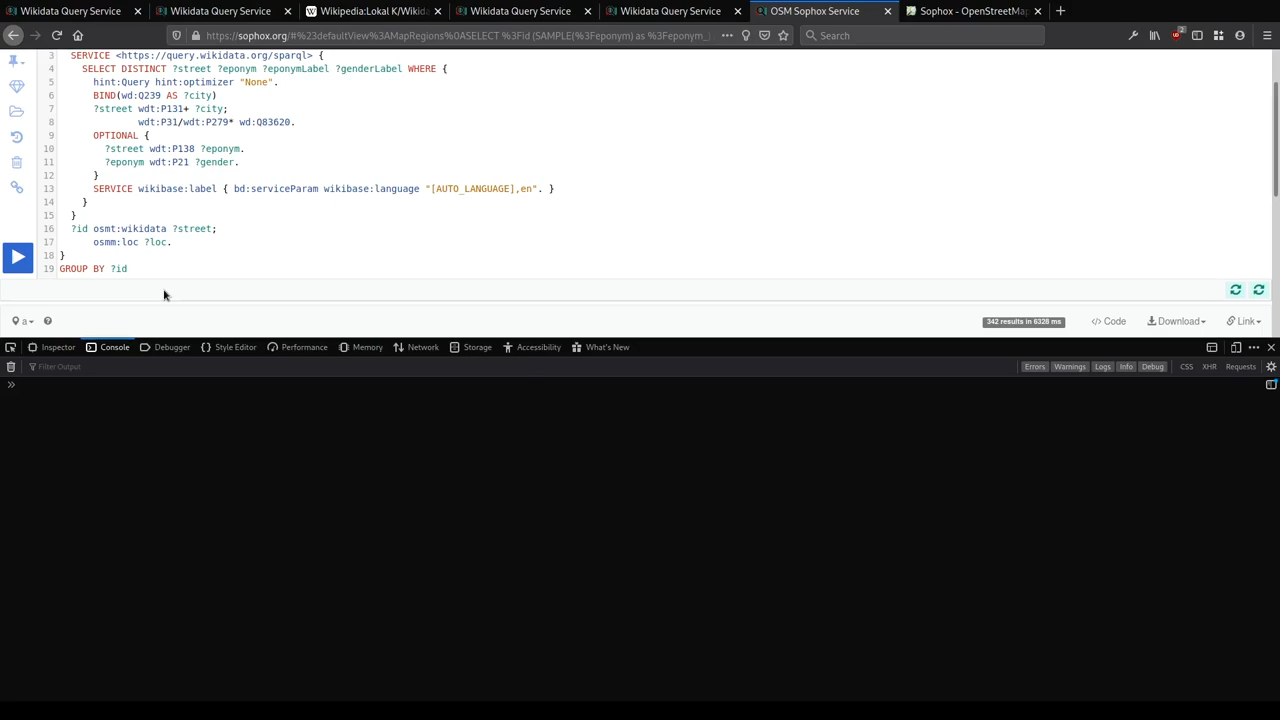 Wikidata Query Service
Wikidata Query Service
Wikipedia:Lokal K/Wikida
Wikidata Query Service
Wikidata Query Service
OSM Sophox Service
Sophox - OpenStreetMa
https://sophox.org/#%23defaultView%3AMapRegions%0ASELECT %3Fid (SAMPLE(%3Feponym) as %3Feponym_
Search
3 SERVICE <https://query.wikidata.org/sparql> {
4 SELECT DISTINCT ?street ?eponym ?eponymLabel ?genderLabel WHERE {
5 hint:Query hint:optimizer "None".
6 BIND(wd:Q239 AS ?city)
7 ?street wdt:P131+ ?city;
8 wdt:P31/wdt:P279* wd:Q83620.
9 OPTIONAL {
10 ?street wdt:P138 ?eponym.
11 ?eponym wdt:P21 ?gender.
12 }
13 SERVICE wikibase:label { bd:serviceParam wikibase:language "[AUTO_LANGUAGE],en". }
14 }
15 }
16 ?id osmt:wikidata ?street;
17 osmm:loc ?loc.
18 }
19 GROUP BY ?id
a
342 results in 6328 ms
</> Code
Download
Link
Inspector
Console
Debugger
Style Editor
Performance
Memory
Network
Storage
Accessibility
What's New
Filter Output
Errors
Warnings
Logs
Info
Debug
CSS
XHR
Requests